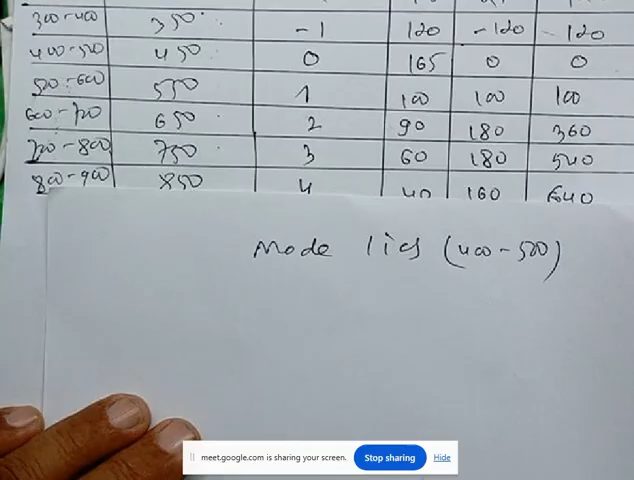 300-400 350 -1 120 -120 -120
400-500 450 0 165 0 0
500-600 550 1 100 100 100
600-700 650 2 90 180 360
700-800 750 3 60 180 540
800-900 850 4 40 160 640
Mode lies (400-500)
meet.google.com is sharing your screen. Stop sharing Hide